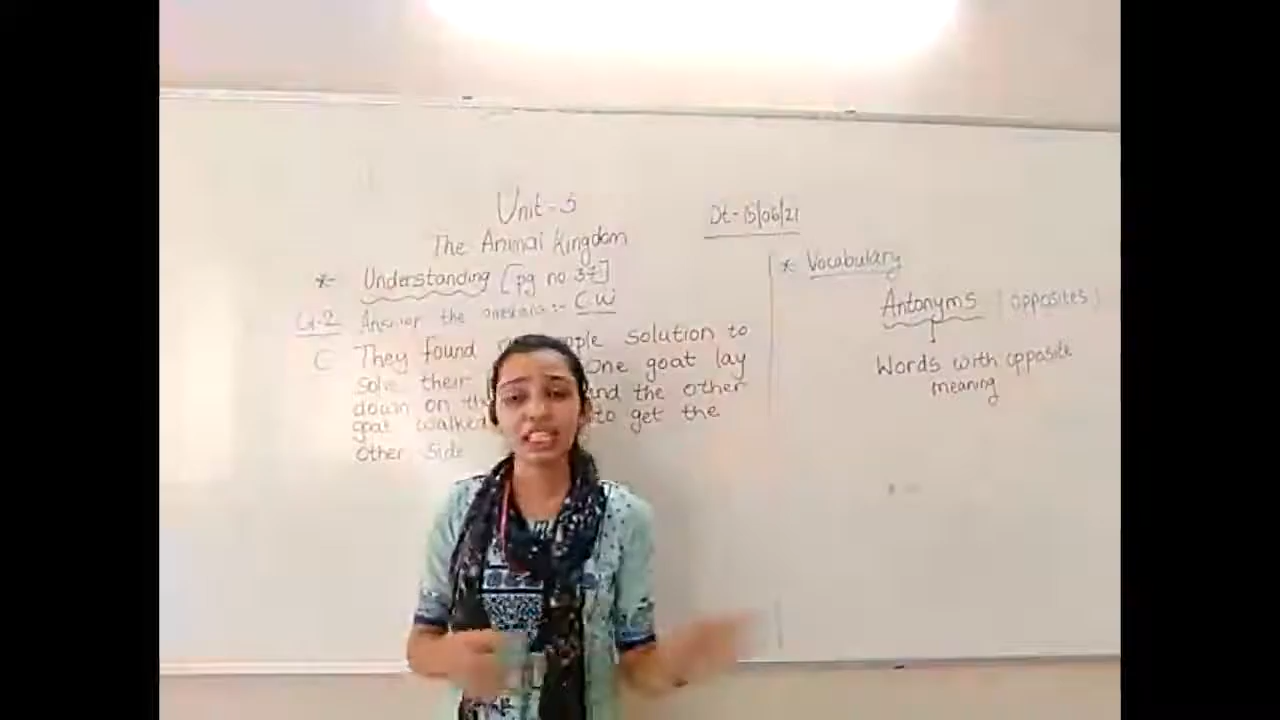 Unit-5
The Animal Kingdom
Dt-15/06/21
*- Understanding [pg no 37]
Q-2 Answer the questions:- C.W
C They found solution to
solve their One goat lay
down on and the other
goat walked to get the
other side
*- Vocabulary
Antonyms (opposites)
Words with opposite
meaning